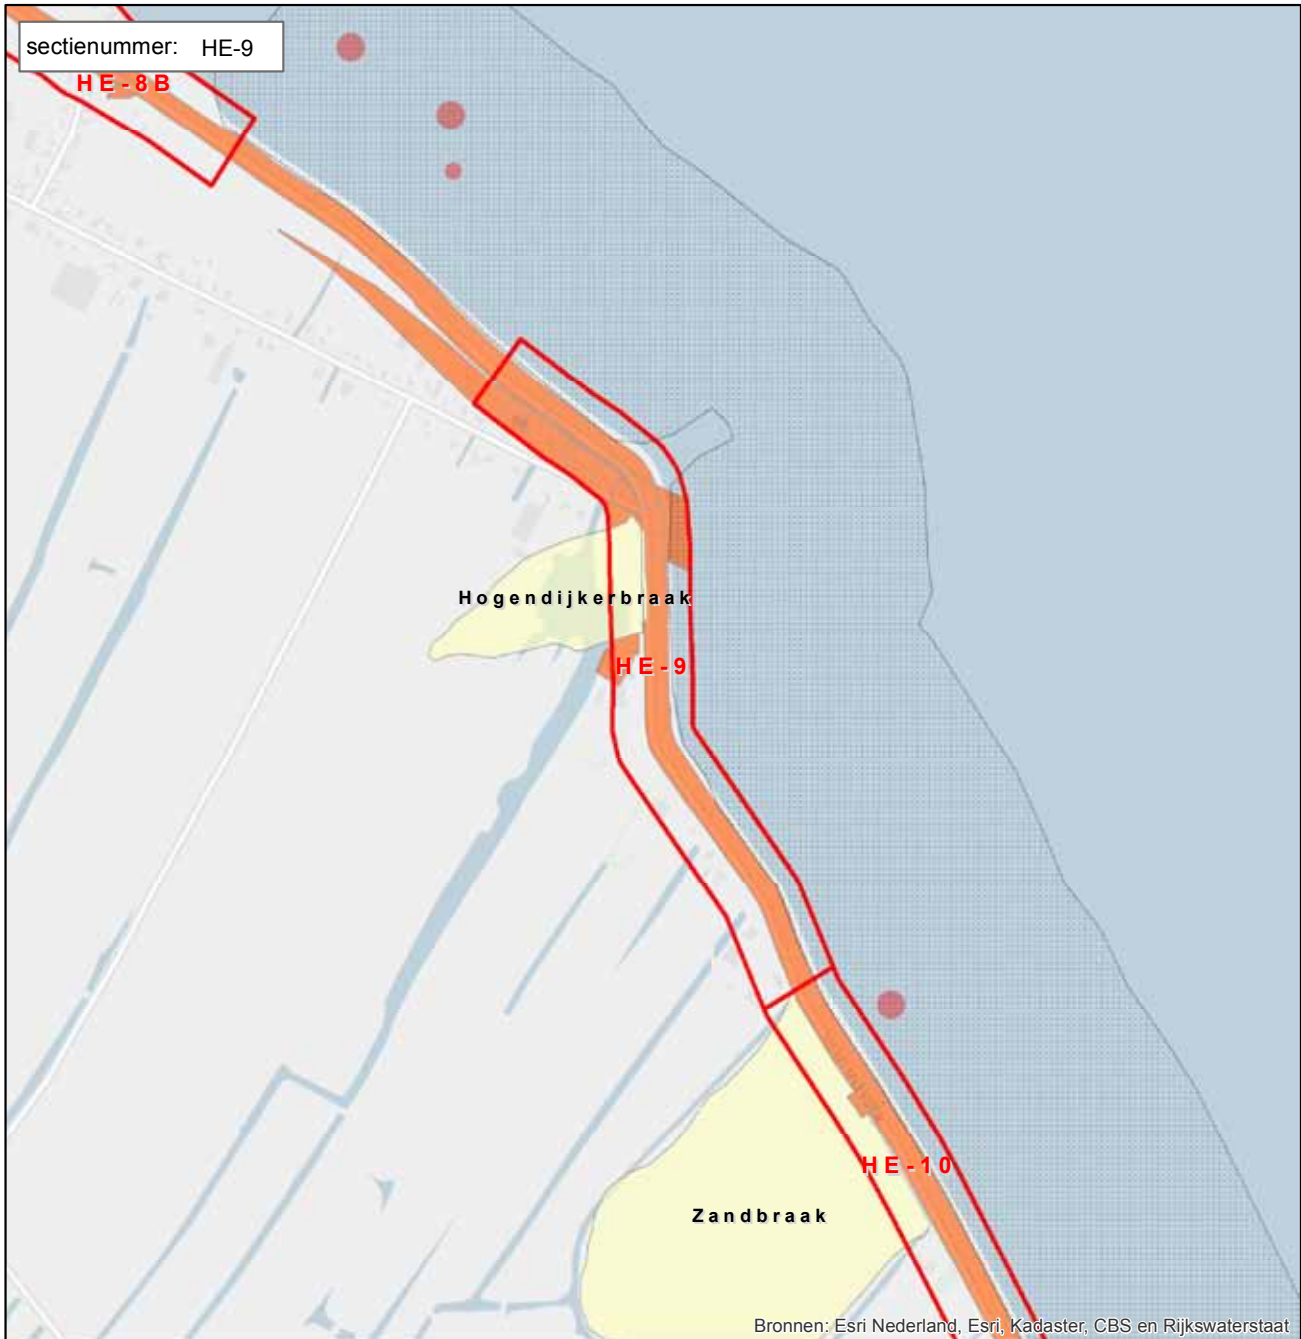 sectienummer: HE-9
HE-8B
Hogendijkerbraak
HE-9
HE-10
Zandbraak
Bronnen: Esri Nederland, Esri, Kadaster, CBS en Rijkswaterstaat